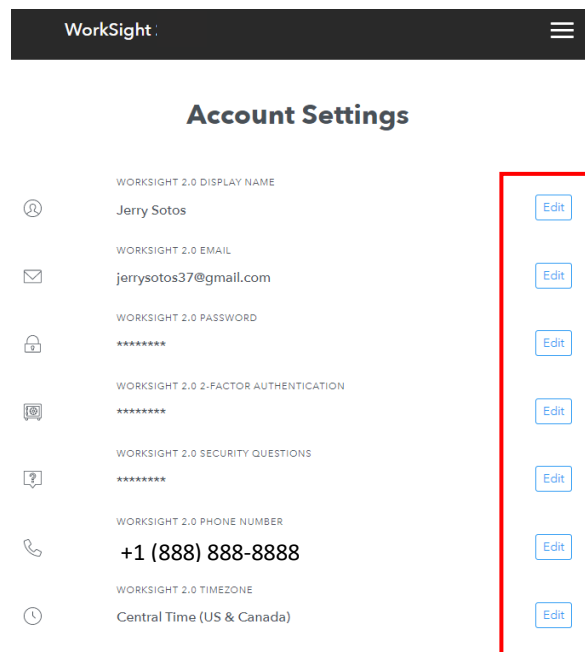 WorkSight
Account Settings
WORKSIGHT 2.0 DISPLAY NAME
Jerry Sotos
Edit
WORKSIGHT 2.0 EMAIL
jerrysotos37@gmail.com
Edit
WORKSIGHT 2.0 PASSWORD
********
Edit
WORKSIGHT 2.0 2-FACTOR AUTHENTICATION
********
Edit
WORKSIGHT 2.0 SECURITY QUESTIONS
********
Edit
WORKSIGHT 2.0 PHONE NUMBER
+1 (888) 888-8888
Edit
WORKSIGHT 2.0 TIMEZONE
Central Time (US & Canada)
Edit